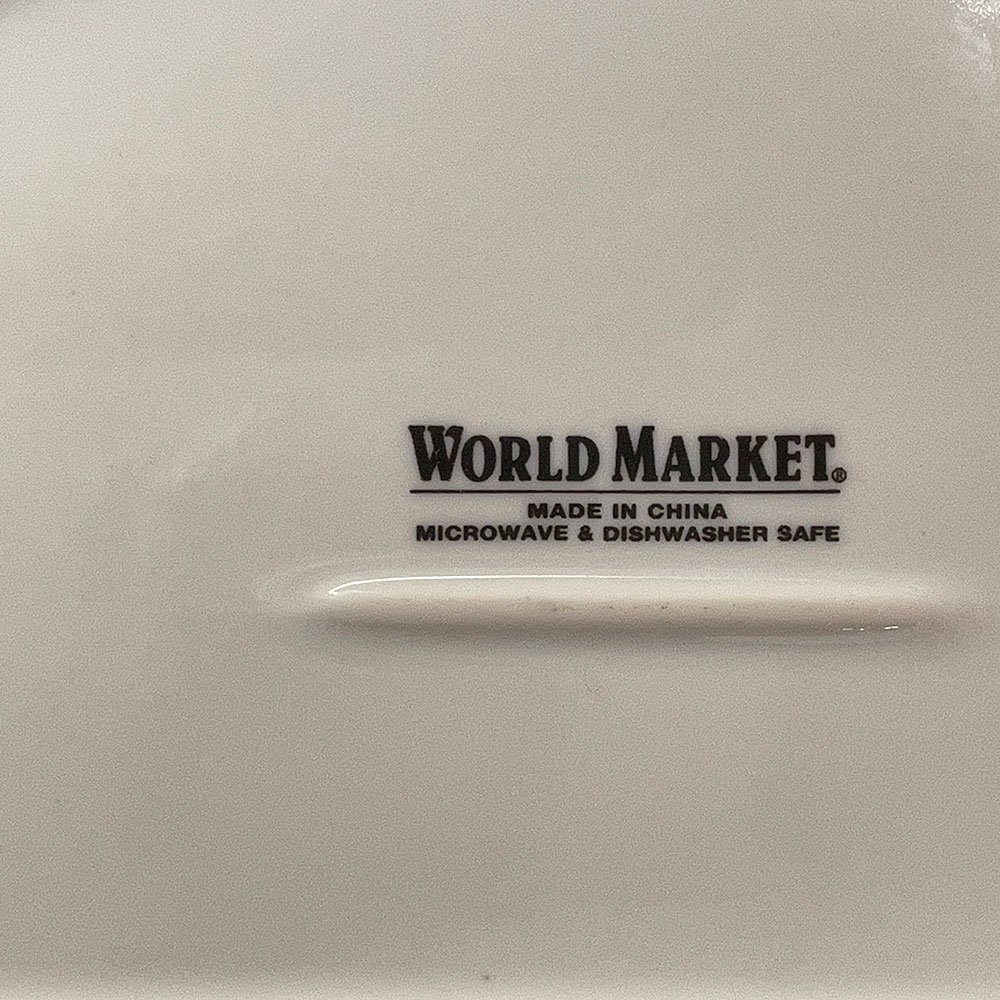 WORLD MARKET®
MADE IN CHINA
MICROWAVE & DISHWASHER SAFE